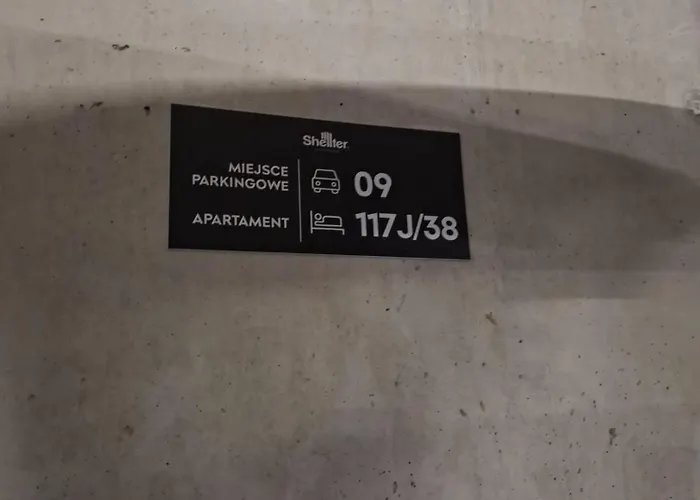 Shellter
MIEJSCE
PARKINGOWE
09
APARTAMENT
117J/38